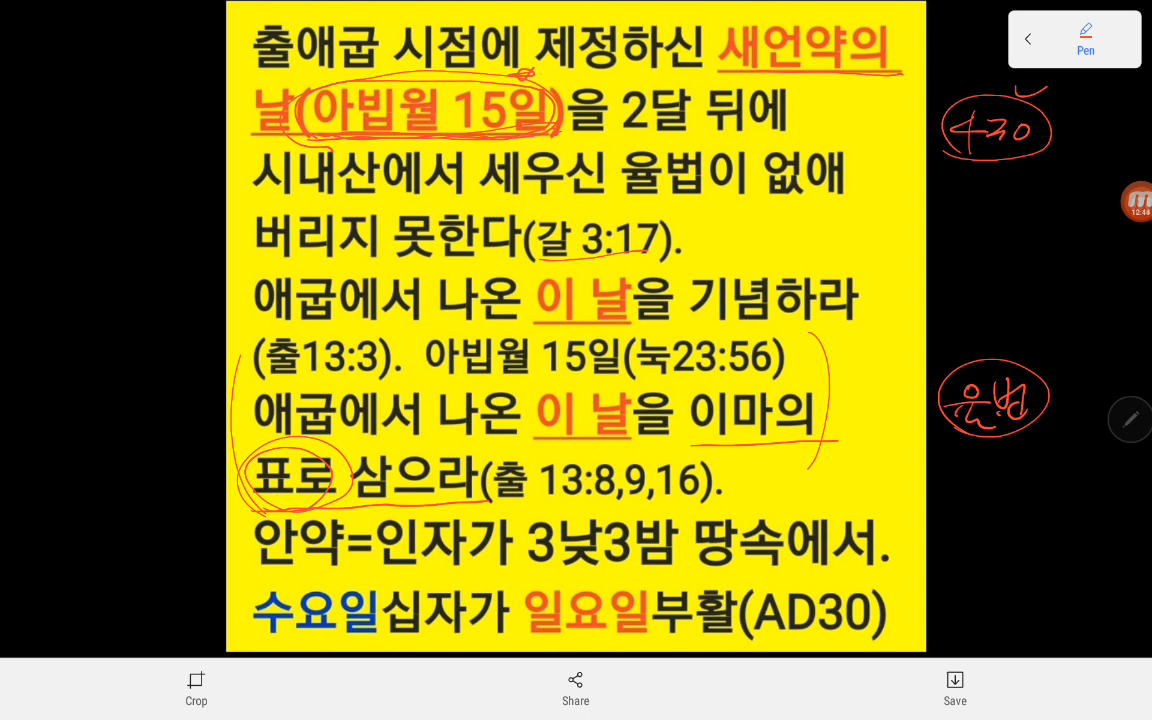 출애굽 시점에 제정하신 새언약의
날(아빕월 15일)을 2달 뒤에
시내산에서 세우신 율법이 없애
버리지 못한다(갈 3:17).
애굽에서 나온 이 날을 기념하라
(출13:3). 아빕월 15일(눅23:56)
애굽에서 나온 이 날을 이마의
표로 삼으라(출 13:8,9,16).
안약=인자가 3낮3밤 땅속에서.
수요일십자가 일요일부활(AD30)
Pen
430
12:46
Crop
Share
Save